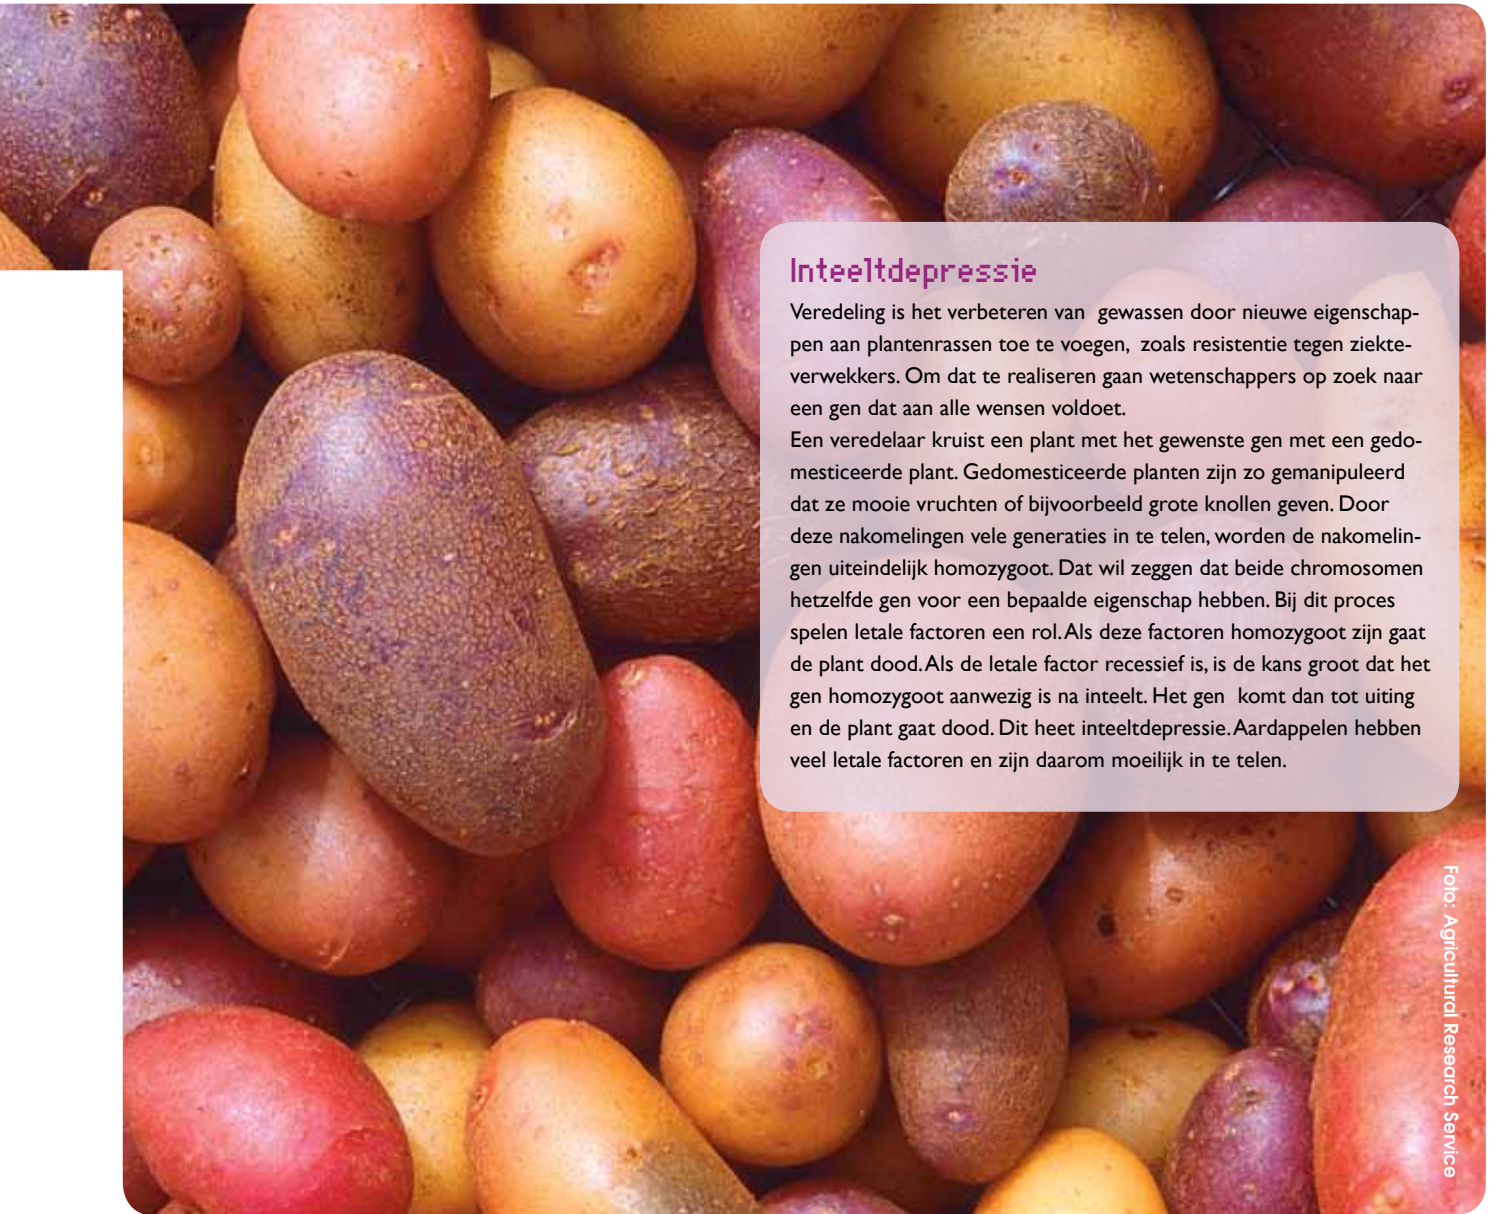 Inteeltdepressie
Veredeling is het verbeteren van gewassen door nieuwe eigenschap-
pen aan plantenrassen toe te voegen, zoals resistentie tegen ziekte-
verwekkers. Om dat te realiseren gaan wetenschappers op zoek naar
een gen dat aan alle wensen voldoet.
Een veredelaar kruist een plant met het gewenste gen met een gedo-
mesticeerde plant. Gedomesticeerde planten zijn zo gemanipuleerd
dat ze mooie vruchten of bijvoorbeeld grote knollen geven. Door
deze nakomelingen vele generaties in te telen, worden de nakomelin-
gen uiteindelijk homozygoot. Dat wil zeggen dat beide chromosomen
hetzelfde gen voor een bepaalde eigenschap hebben. Bij dit proces
spelen letale factoren een rol. Als deze factoren homozygoot zijn gaat
de plant dood. Als de letale factor recessief is, is de kans groot dat het
gen homozygoot aanwezig is na inteelt. Het gen komt dan tot uiting
en de plant gaat dood. Dit heet inteeltdepressie. Aardappelen hebben
veel letale factoren en zijn daarom moeilijk in te telen.
Foto: Agricultural Research Service